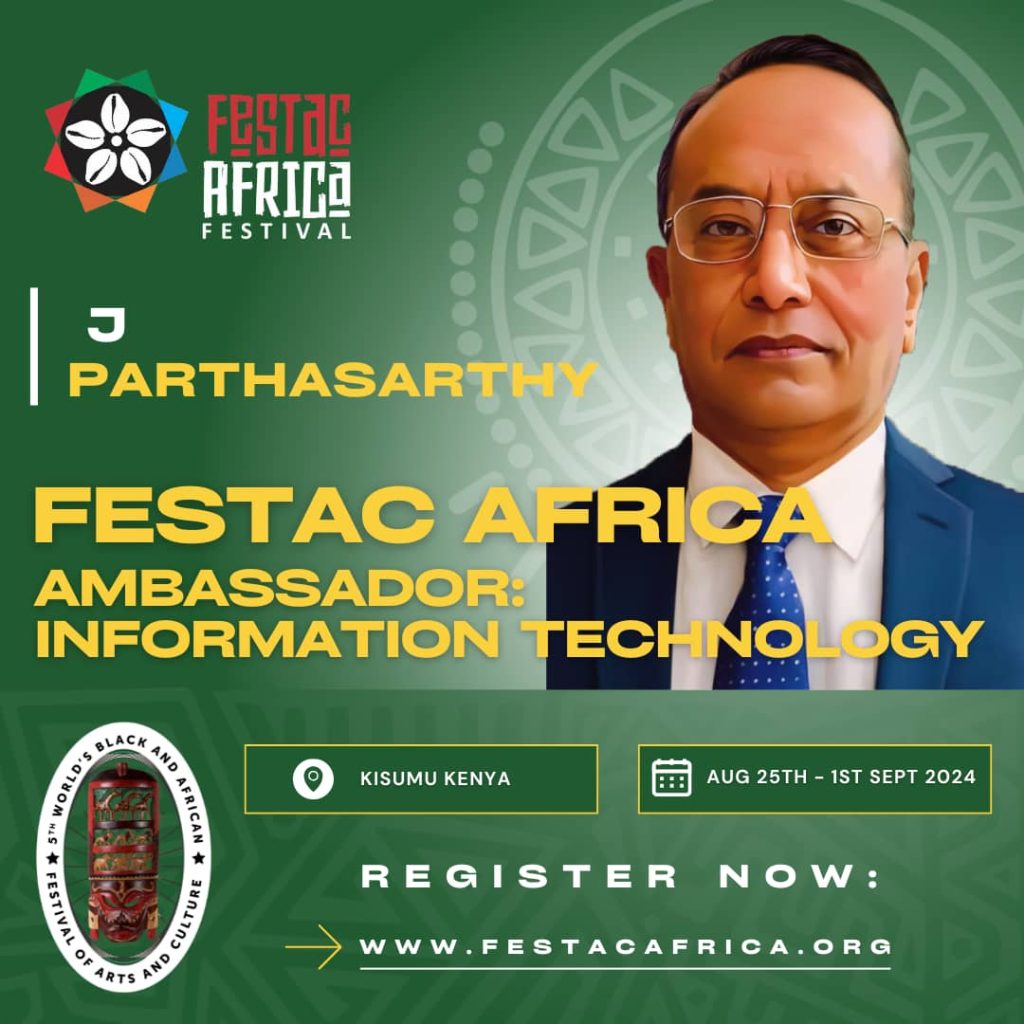 FESTAC
AFRICA
FESTIVAL
J
PARTHASARTHY
FESTAC AFRICA
AMBASSADOR:
INFORMATION TECHNOLOGY
5TH WORLD'S BLACK AND AFRICAN
FESTIVAL OF ARTS AND CULTURE
KISUMU KENYA
AUG 25TH - 1ST SEPT 2024
REGISTER NOW:
WWW.FESTACAFRICA.ORG